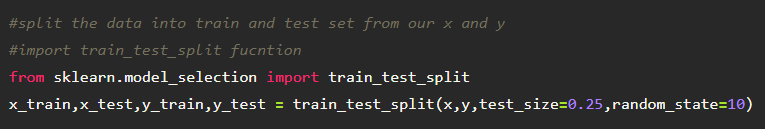 #split the data into train and test set from our x and y
#import train_test_split fucntion
from sklearn.model_selection import train_test_split
x_train,x_test,y_train,y_test = train_test_split(x,y,test_size=0.25,random_state=10)